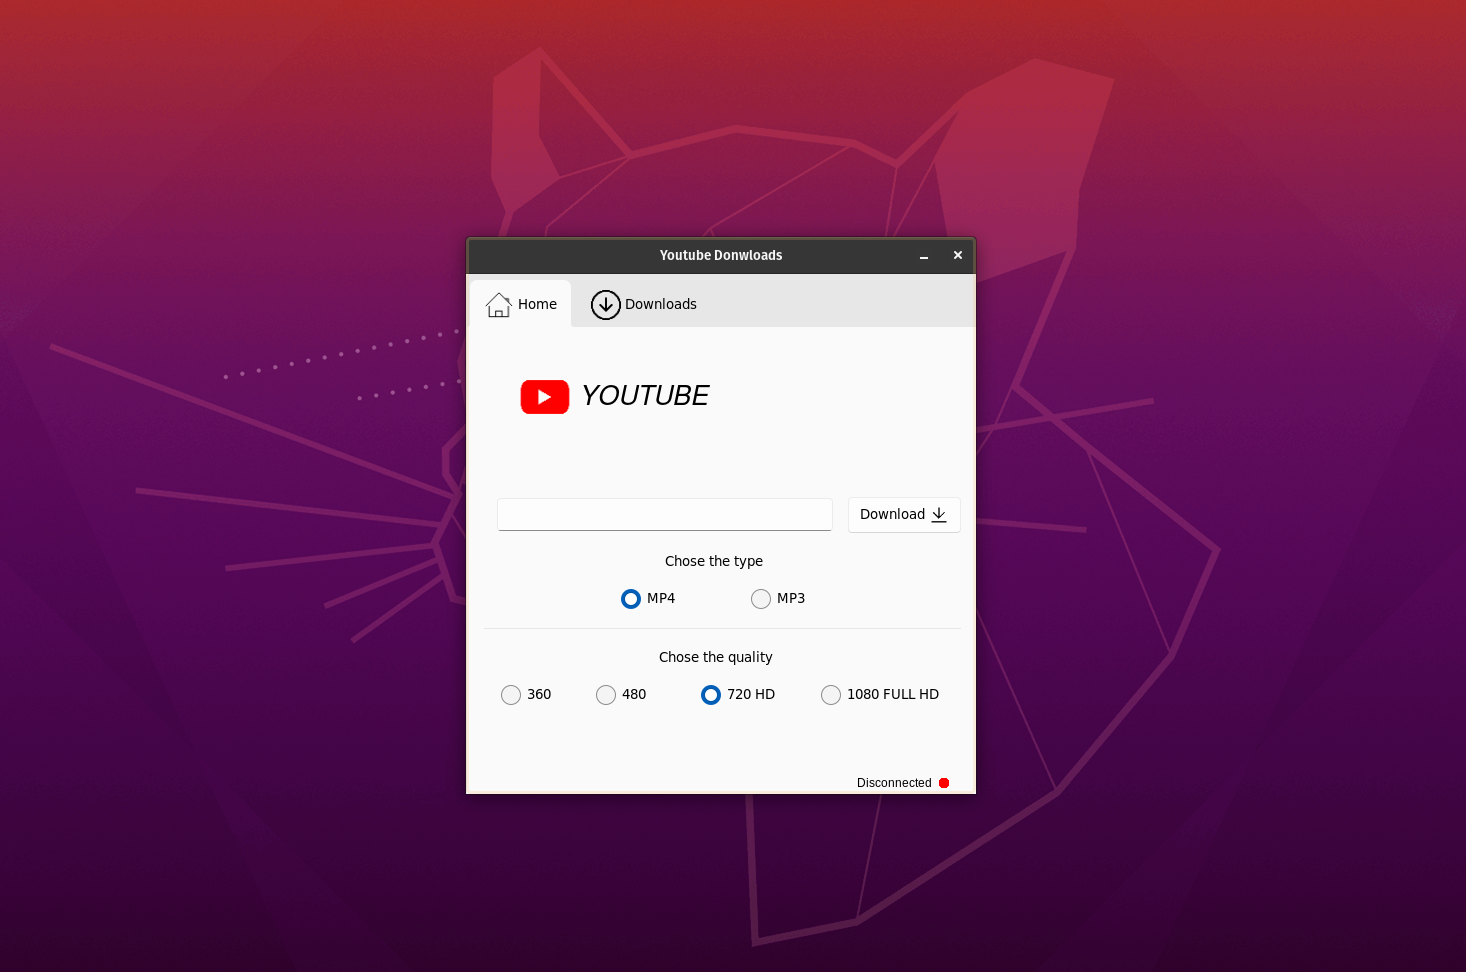 Youtube Donwloads
Home Downloads
YOUTUBE
Download
Chose the type
MP4 MP3
Chose the quality
360 480 720 HD 1080 FULL HD
Disconnected